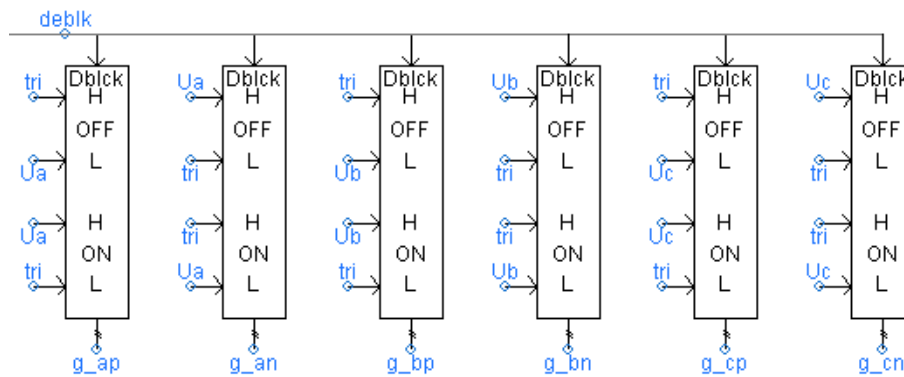 deblk
Dblck Dblck Dblck Dblck Dblck Dblck
tri H Ua H tri H Ub H tri H Uc H
OFF OFF OFF OFF OFF OFF
Ua L tri L Ub L tri L Uc L tri L
Ua H tri H Ub H tri H Uc H tri H
ON ON ON ON ON ON
tri L Ua L tri L Ub L tri L Uc L
g_ap g_an g_bp g_bn g_cp g_cn